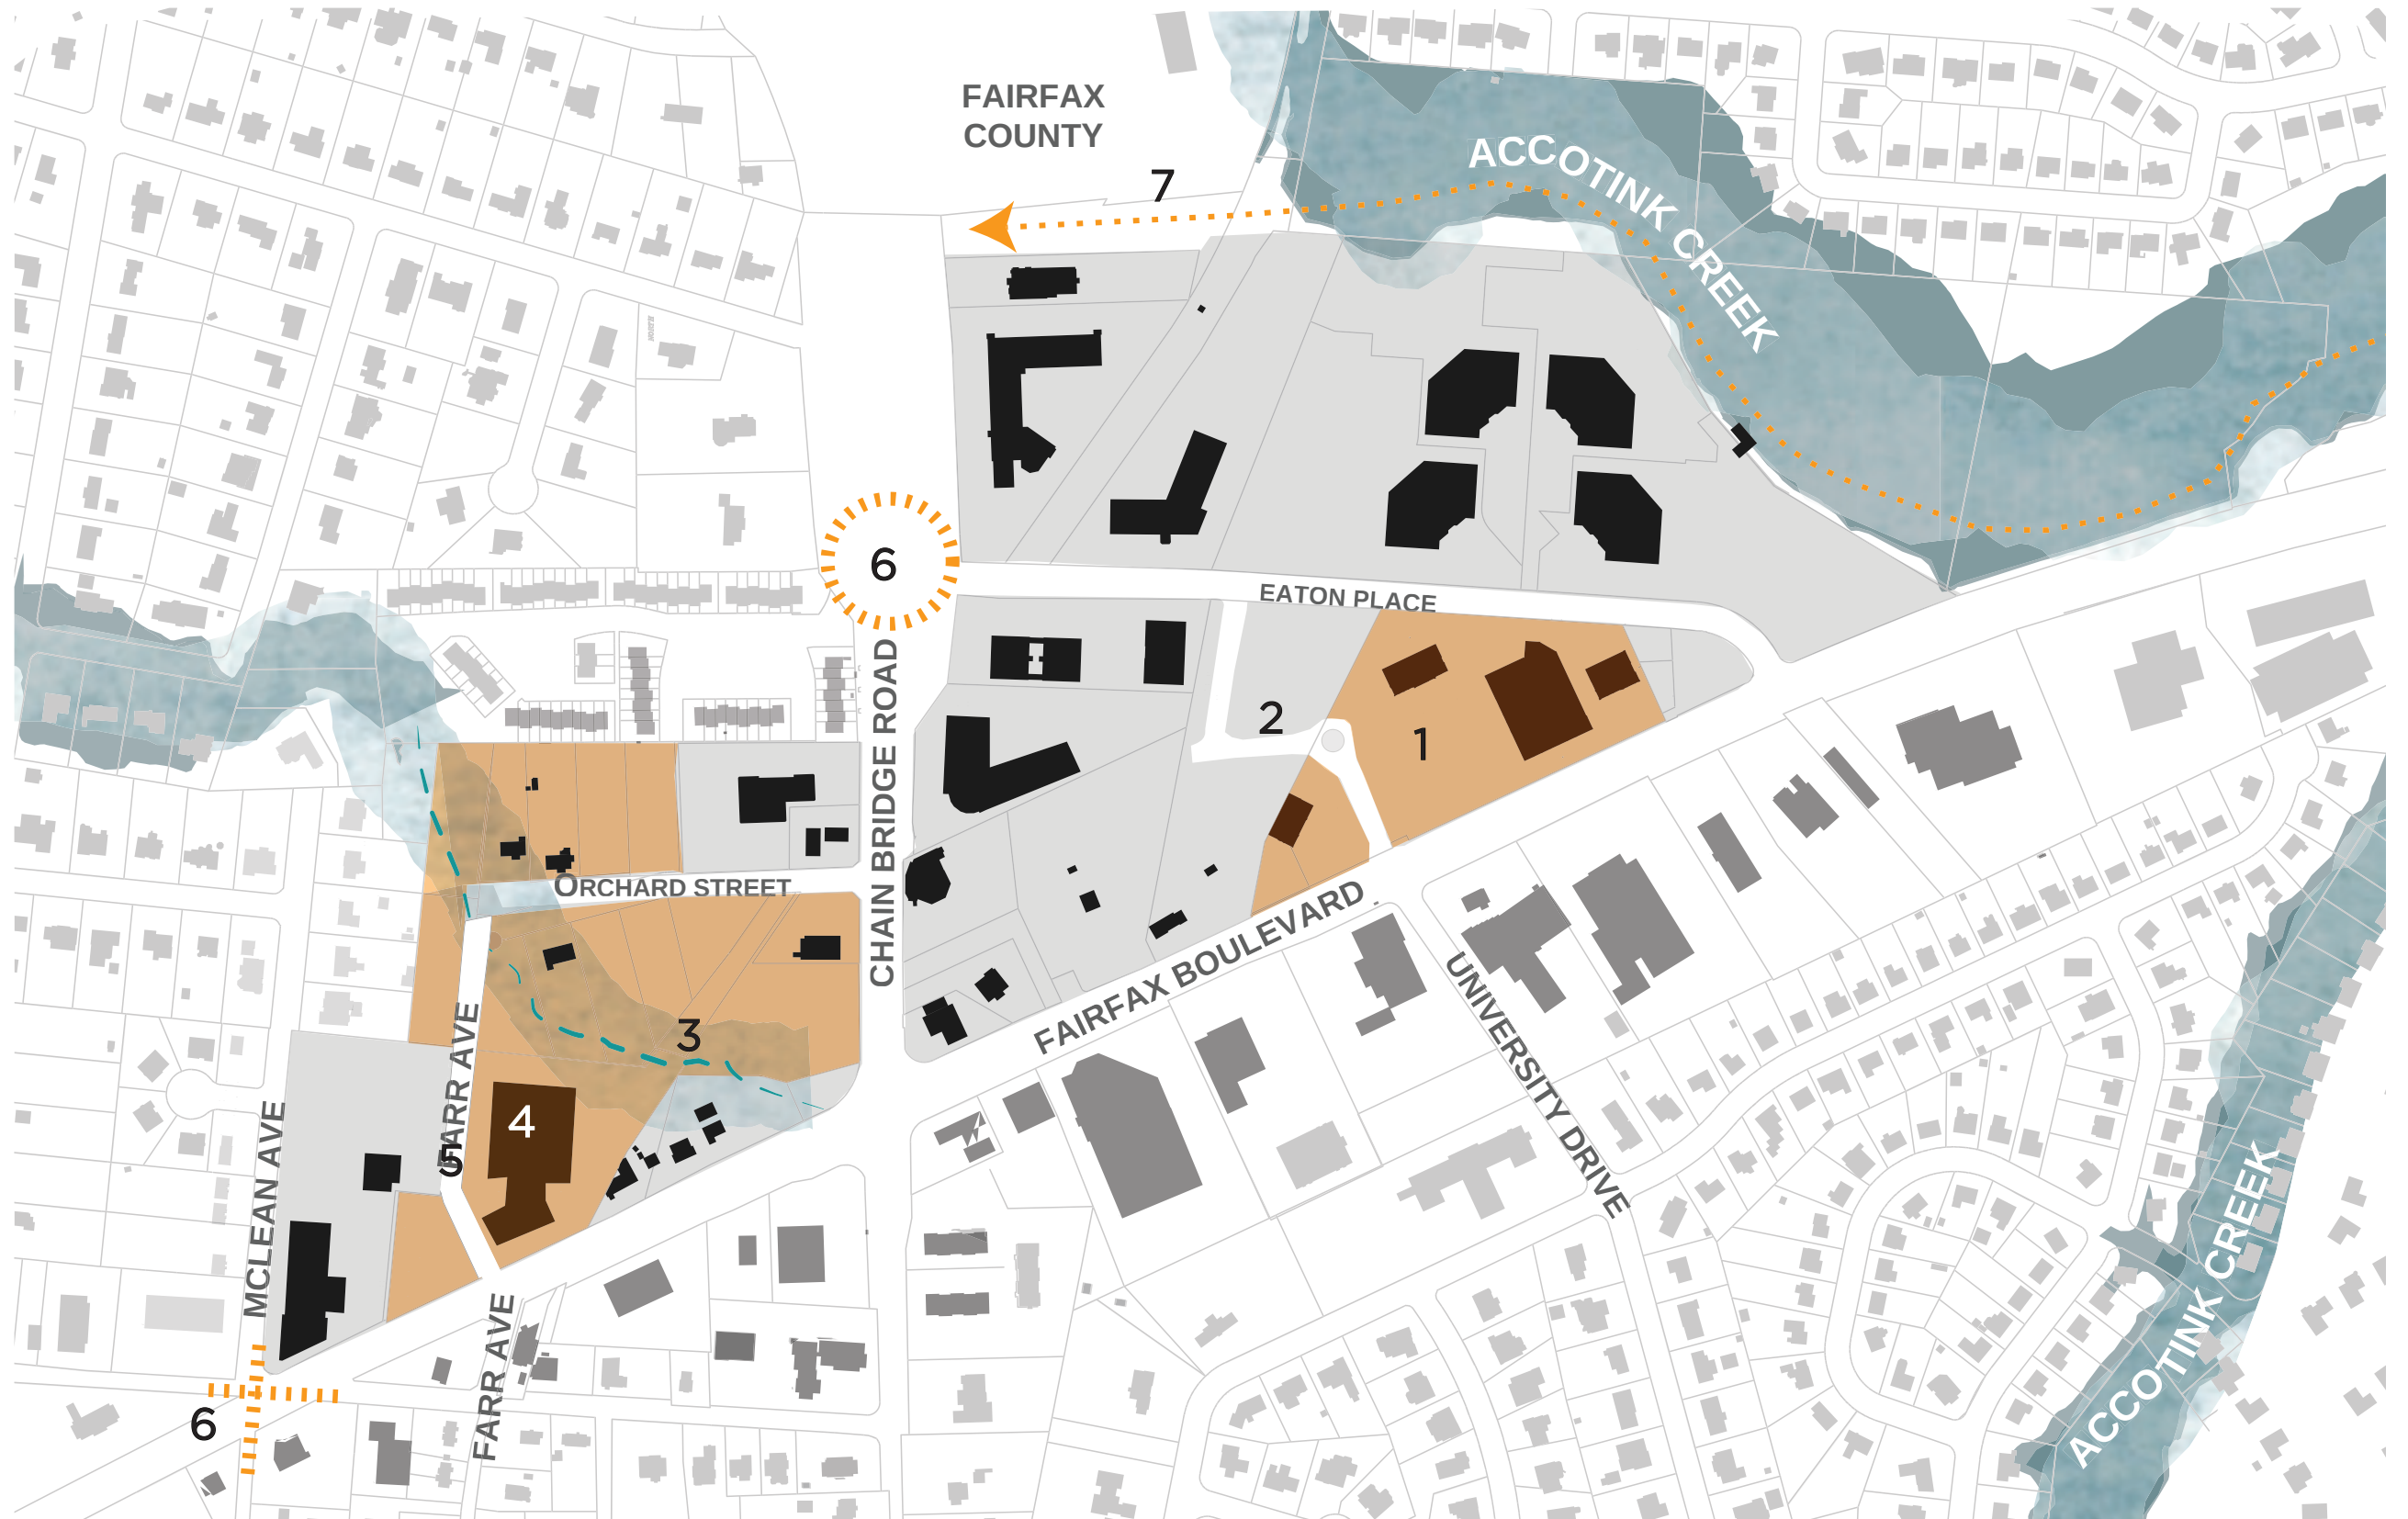 FAIRFAX
COUNTY
7
ACCOTINK CREEK
6
EATON PLACE
2
1
CHAIN BRIDGE ROAD
ORCHARD STREET
FAIRFAX BOULEVARD
UNIVERSITY DRIVE
3
4
FARR AVE
5
MCLEAN AVE
FARR AVE
6
ACCOTINK CREEK